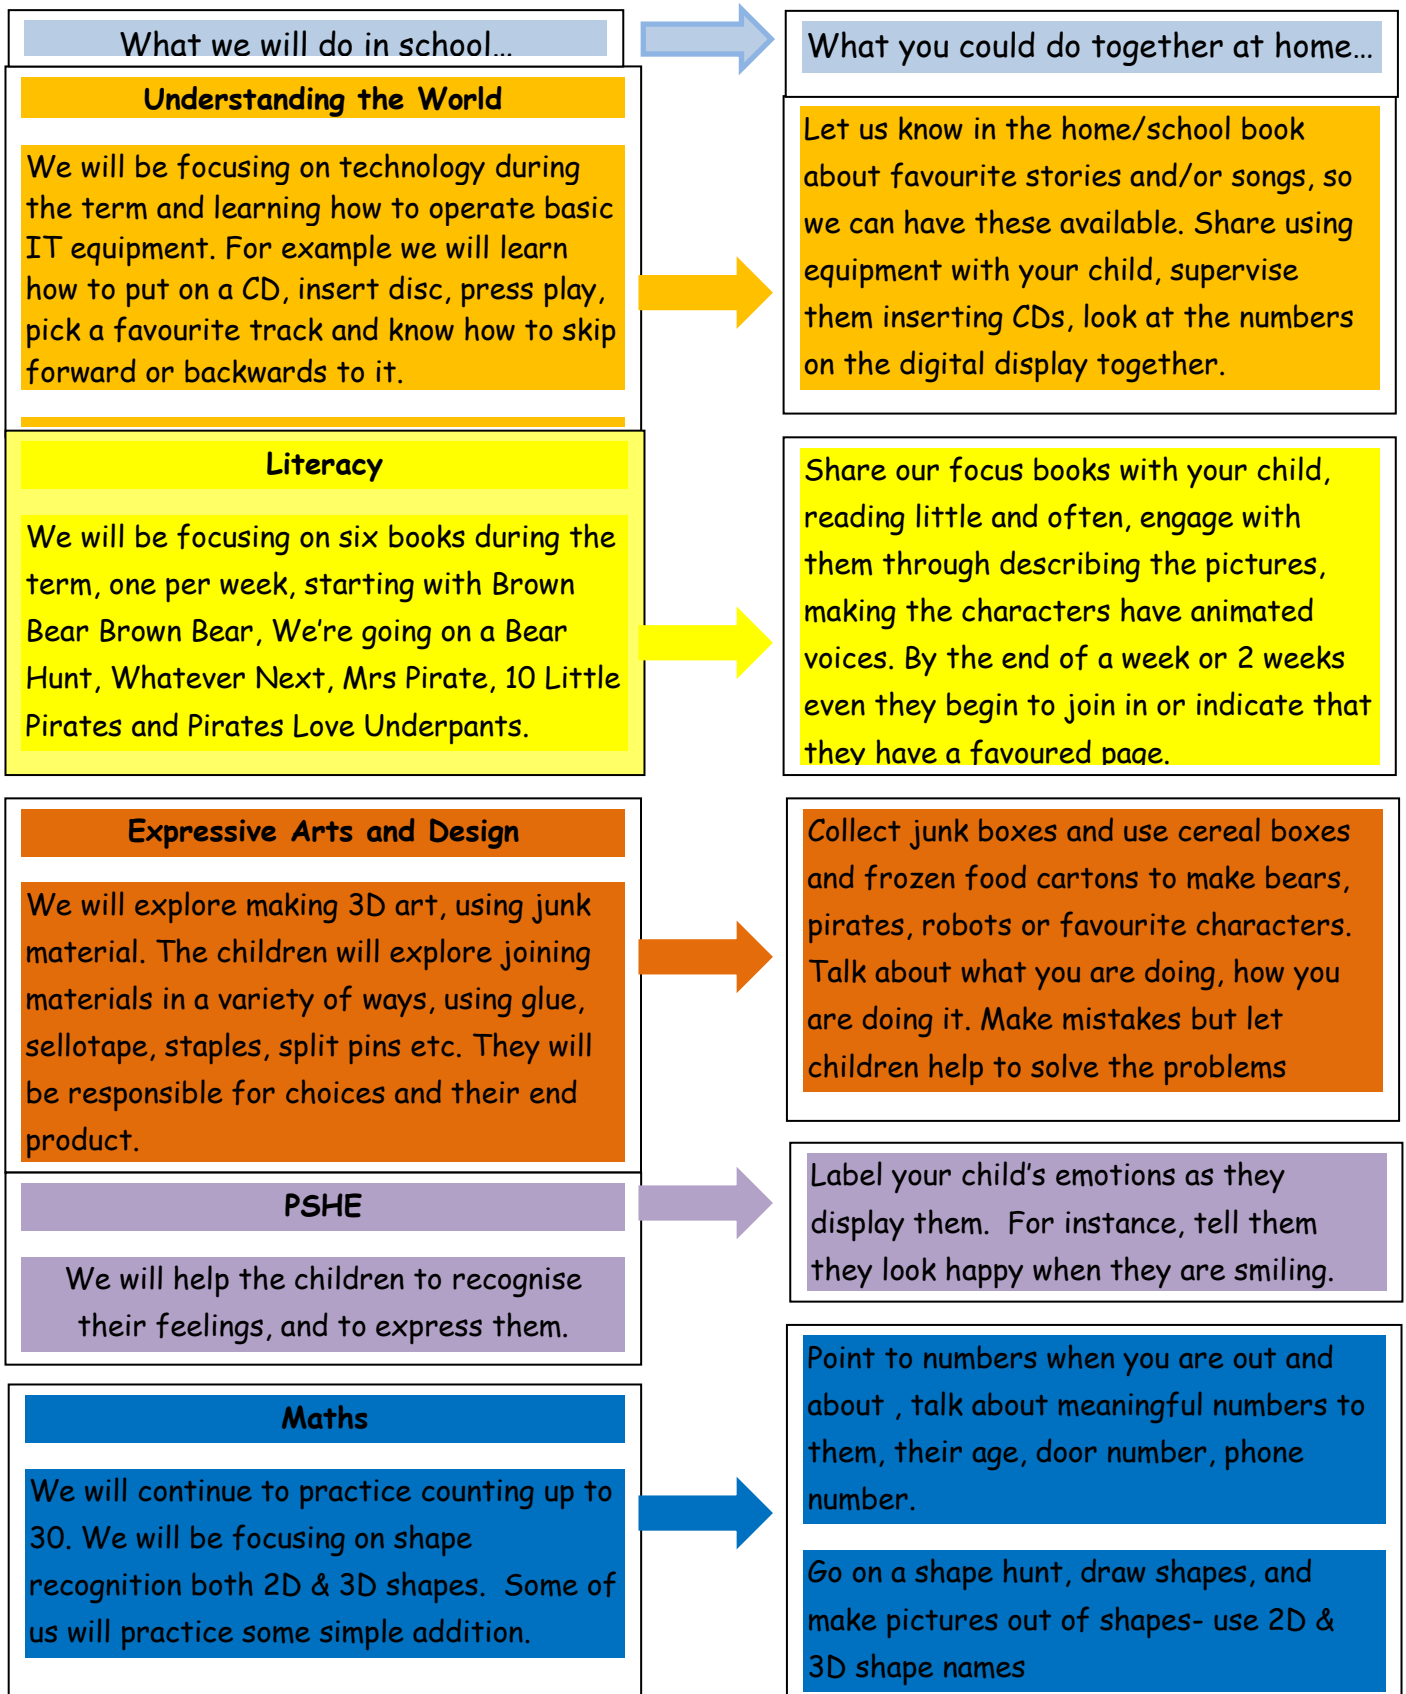 What we will do in school…
What you could do together at home…
Understanding the World
We will be focusing on technology during
the term and learning how to operate basic
IT equipment. For example we will learn
how to put on a CD, insert disc, press play,
pick a favourite track and know how to skip
forward or backwards to it.
Let us know in the home/school book
about favourite stories and/or songs, so
we can have these available. Share using
equipment with your child, supervise
them inserting CDs, look at the numbers
on the digital display together.
Literacy
We will be focusing on six books during the
term, one per week, starting with Brown
Bear Brown Bear, We’re going on a Bear
Hunt, Whatever Next, Mrs Pirate, 10 Little
Pirates and Pirates Love Underpants.
Share our focus books with your child,
reading little and often, engage with
them through describing the pictures,
making the characters have animated
voices. By the end of a week or 2 weeks
even they begin to join in or indicate that
they have a favoured page.
Expressive Arts and Design
We will explore making 3D art, using junk
material. The children will explore joining
materials in a variety of ways, using glue,
sellotape, staples, split pins etc. They will
be responsible for choices and their end
product.
Collect junk boxes and use cereal boxes
and frozen food cartons to make bears,
pirates, robots or favourite characters.
Talk about what you are doing, how you
are doing it. Make mistakes but let
children help to solve the problems
PSHE
We will help the children to recognise
their feelings, and to express them.
Label your child’s emotions as they
display them.  For instance, tell them
they look happy when they are smiling.
Maths
We will continue to practice counting up to
30. We will be focusing on shape
recognition both 2D & 3D shapes.  Some of
us will practice some simple addition.
Point to numbers when you are out and
about , talk about meaningful numbers to
them, their age, door number, phone
number.
Go on a shape hunt, draw shapes, and
make pictures out of shapes- use 2D &
3D shape names